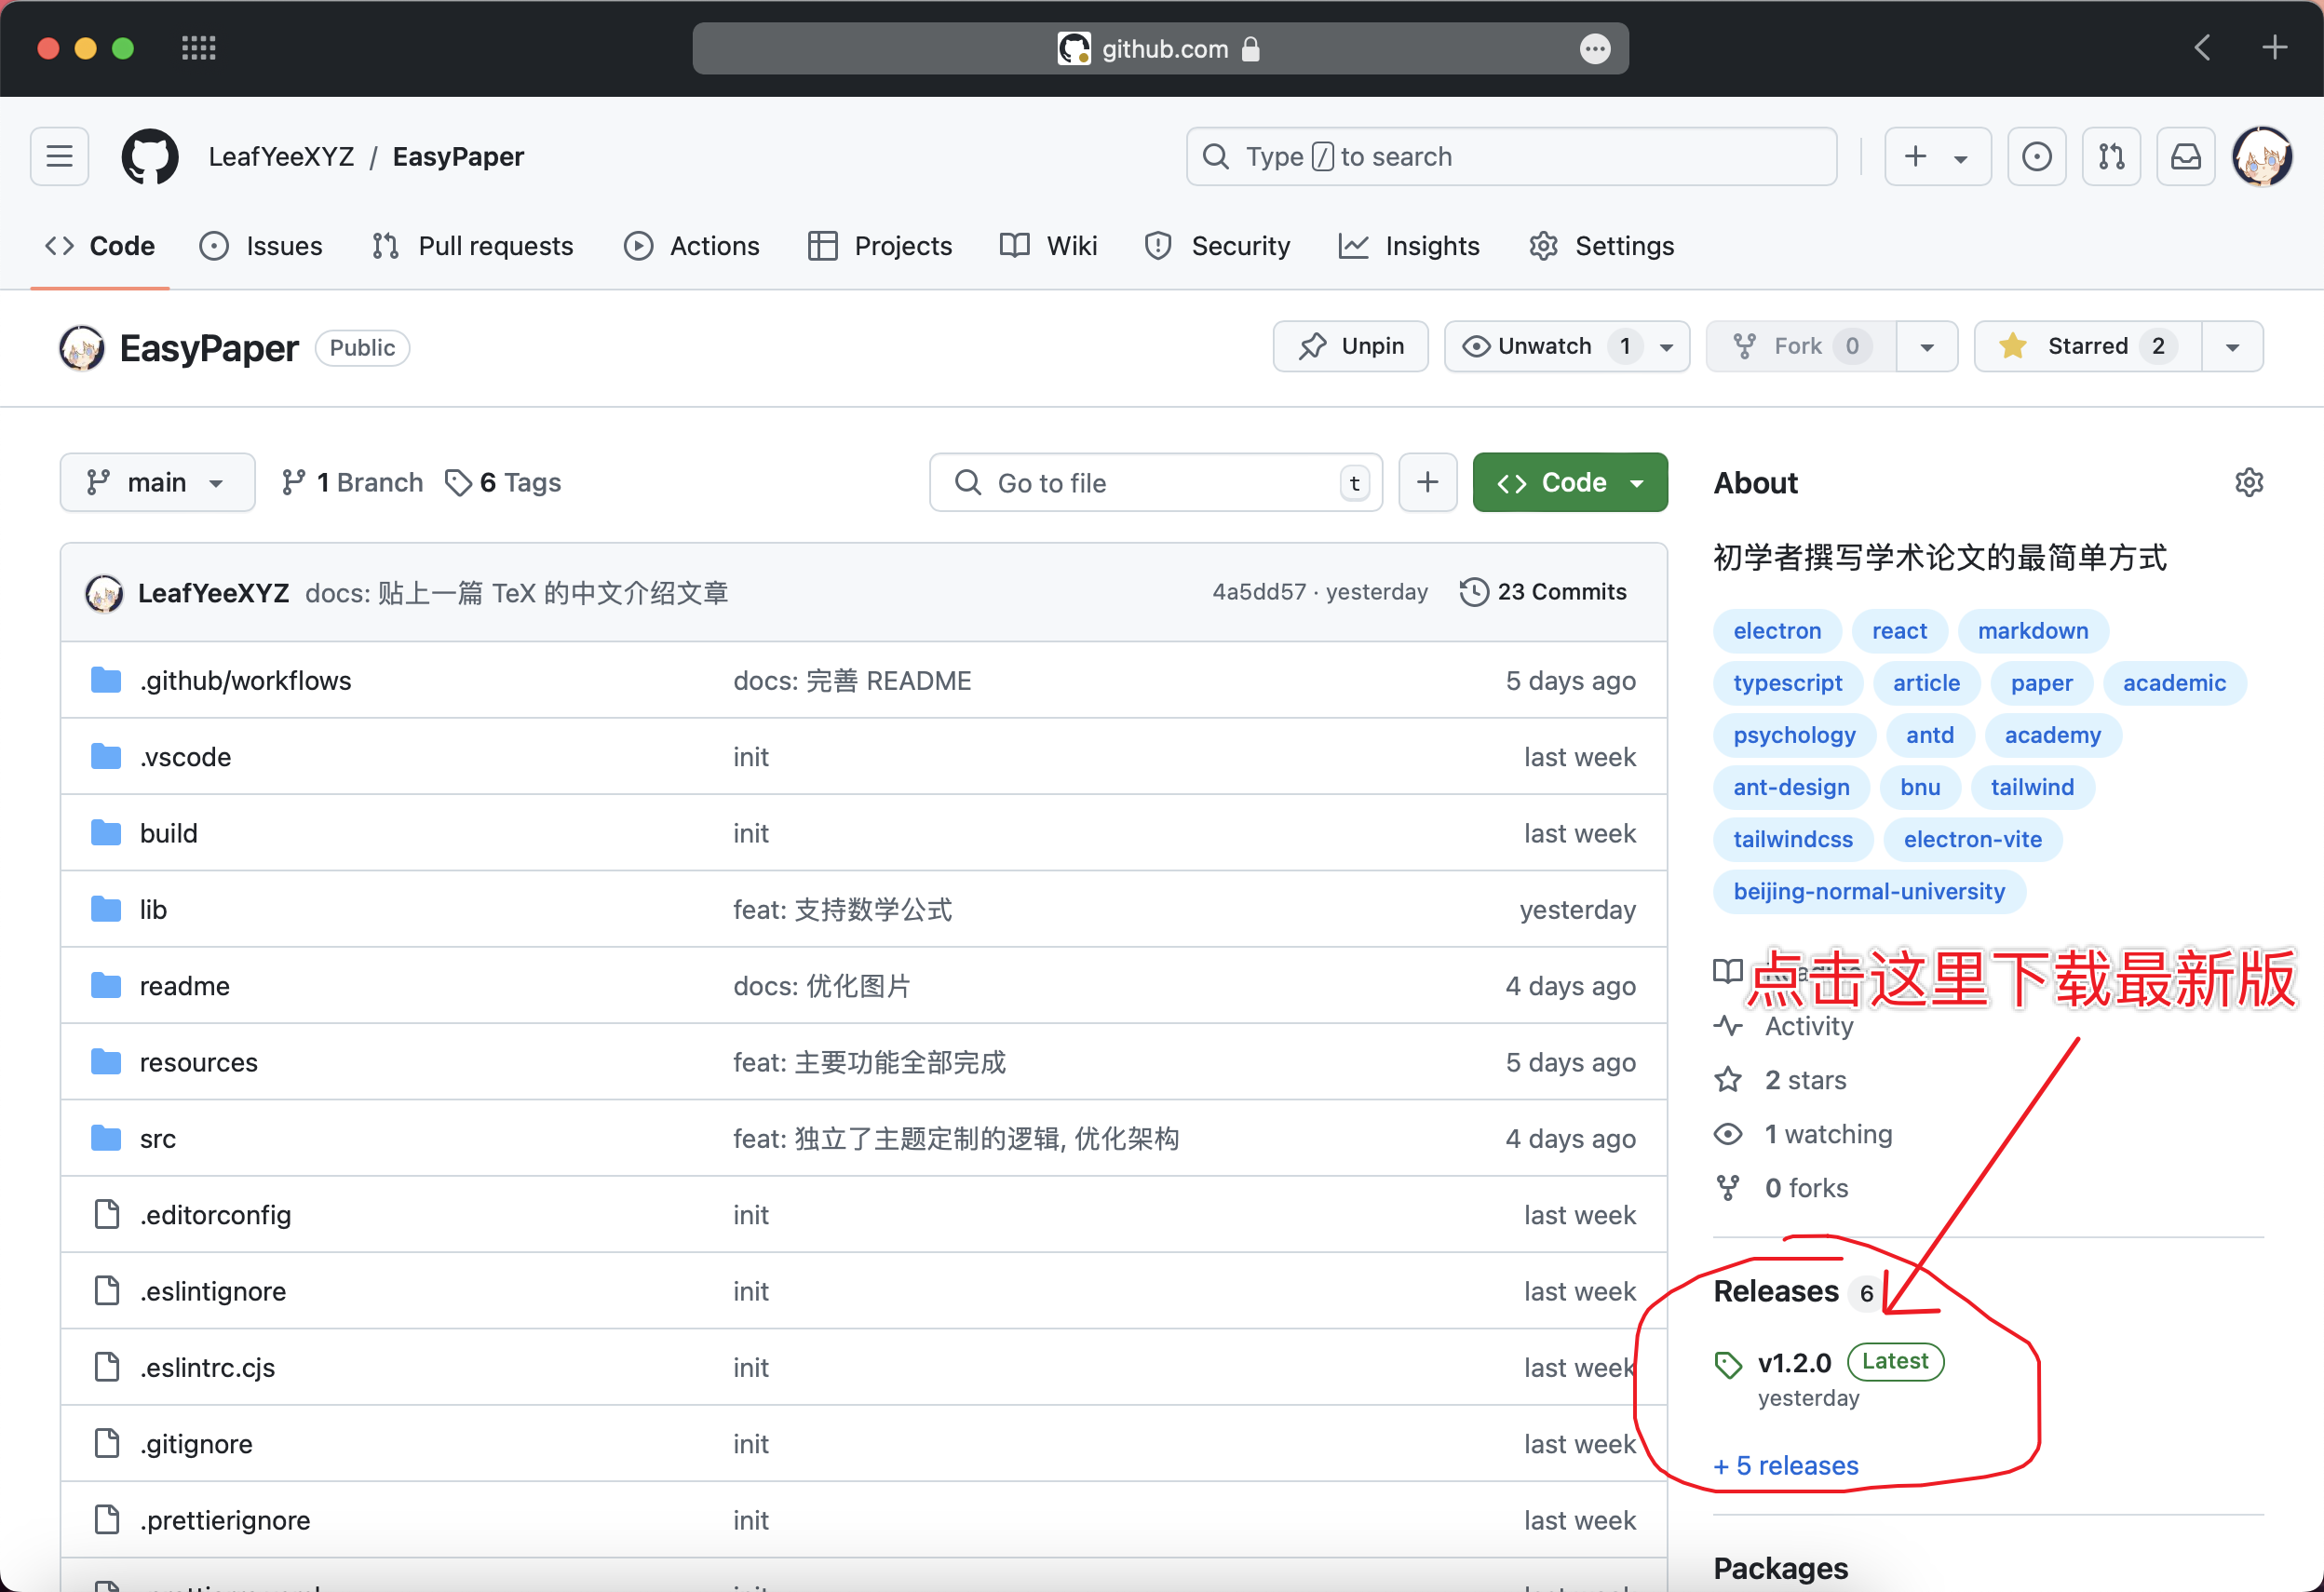 github.com
LeafYeeXYZ / EasyPaper
Type / to search
Code Issues Pull requests Actions Projects Wiki Security Insights Settings
EasyPaper Public
Unpin Unwatch 1 Fork 0 Starred 2
main 1 Branch 6 Tags
Go to file t
Code
LeafYeeXYZ docs: 贴上一篇 TeX 的中文介绍文章 4a5dd57 · yesterday 23 Commits
.github/workflows docs: 完善 README 5 days ago
.vscode init last week
build init last week
lib feat: 支持数学公式 yesterday
readme docs: 优化图片 4 days ago
resources feat: 主要功能全部完成 5 days ago
src feat: 独立了主题定制的逻辑, 优化架构 4 days ago
.editorconfig init last week
.eslintignore init last week
.eslintrc.cjs init last week
.gitignore init last week
.prettierignore init last week
About
初学者撰写学术论文的最简单方式
electron react markdown
typescript article paper academic
psychology antd academy
ant-design bnu tailwind
tailwindcss electron-vite
beijing-normal-university
点击这里下载最新版
Activity
2 stars
1 watching
0 forks
Releases 6
v1.2.0 Latest
yesterday
+ 5 releases
Packages